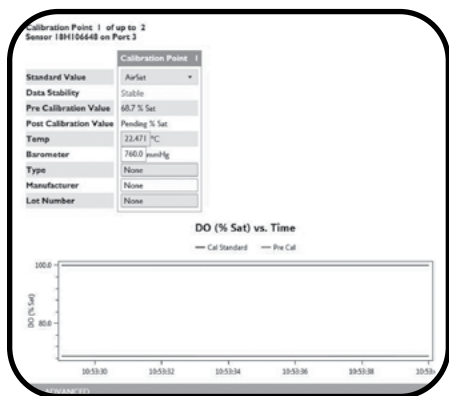 Calibration Point 1 of up to 2
Sensor 18H106648 on Port 3
Calibration Point 1
Standard Value AirSat
Data Stability Stable
Pre Calibration Value 68.7 % Sat
Post Calibration Value Pending % Sat
Temp 22.471 °C
Barometer 760.0 mmHg
Type None
Manufacturer None
Lot Number None
DO (% Sat) vs. Time
Cal Standard Pre Call
100.0
DO (% Sat)
80.0
10:53:30 10:53:32 10:53:34 10:53:36 10:53:38 10:53:
ADVANCED